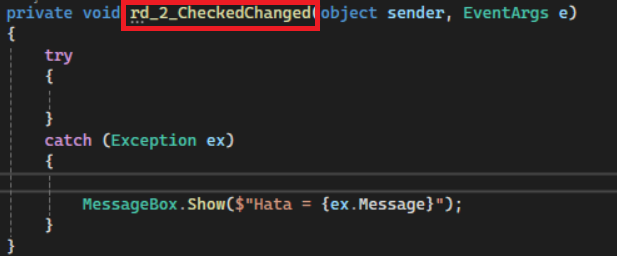 private void rd_2_CheckedChanged(object sender, EventArgs e)
{
try
{
}
catch (Exception ex)
{
MessageBox.Show($"Hata = {ex.Message}");
}
}